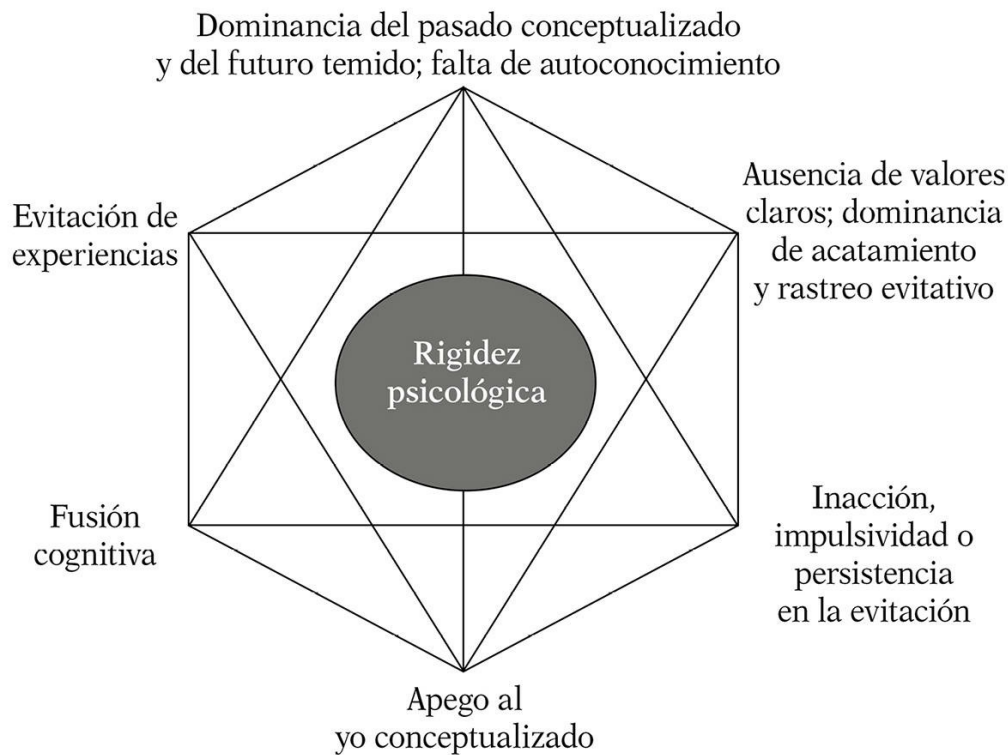 Dominancia del pasado conceptualizado
y del futuro temido; falta de autoconocimiento
Evitación de
experiencias
Ausencia de valores
claros; dominancia
de acatamiento
y rastreo evitativo
Rigidez
psicológica
Fusión
cognitiva
Inacción,
impulsividad o
persistencia
en la evitación
Apego al
yo conceptualizado